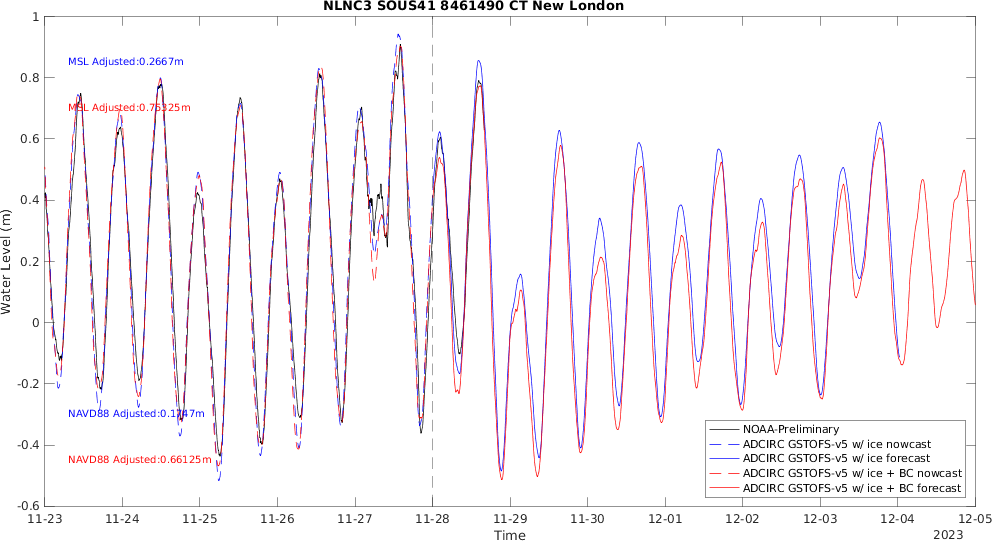 NLNC3 SOUS41 8461490 CT New London
1
0.8
0.6
0.4
0.2
0
-0.2
-0.4
-0.6
Water Level (m)
MSL Adjusted:0.2667m
MSL Adjusted:0.75325m
NAVD88 Adjusted:0.1747m
NAVD88 Adjusted:0.66125m
NOAA-Preliminary
ADCIRC GSTOFS-v5 w/ ice nowcast
ADCIRC GSTOFS-v5 w/ ice forecast
ADCIRC GSTOFS-v5 w/ ice + BC nowcast
ADCIRC GSTOFS-v5 w/ ice + BC forecast
11-23 11-24 11-25 11-26 11-27 11-28 11-29 11-30 12-01 12-02 12-03 12-04 12-05
Time
2023